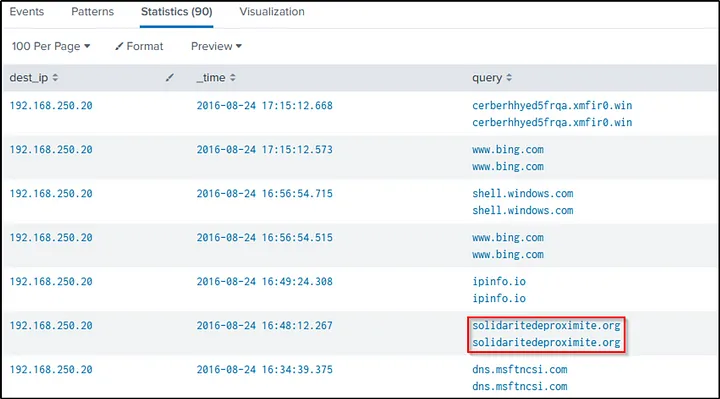 Events Patterns Statistics (90) Visualization
100 Per Page Format Preview
dest_ip _time query
192.168.250.20 2016-08-24 17:15:12.668 cerberhhyed5frqa.xmfir0.win
cerberhhyed5frqa.xmfir0.win
192.168.250.20 2016-08-24 17:15:12.573 www.bing.com
www.bing.com
192.168.250.20 2016-08-24 16:56:54.715 shell.windows.com
shell.windows.com
192.168.250.20 2016-08-24 16:56:54.515 www.bing.com
www.bing.com
192.168.250.20 2016-08-24 16:49:24.308 ipinfo.io
ipinfo.io
192.168.250.20 2016-08-24 16:48:12.267 solidaritedeproximite.org
solidaritedeproximite.org
192.168.250.20 2016-08-24 16:34:39.375 dns.msftncsi.com
dns.msftncsi.com